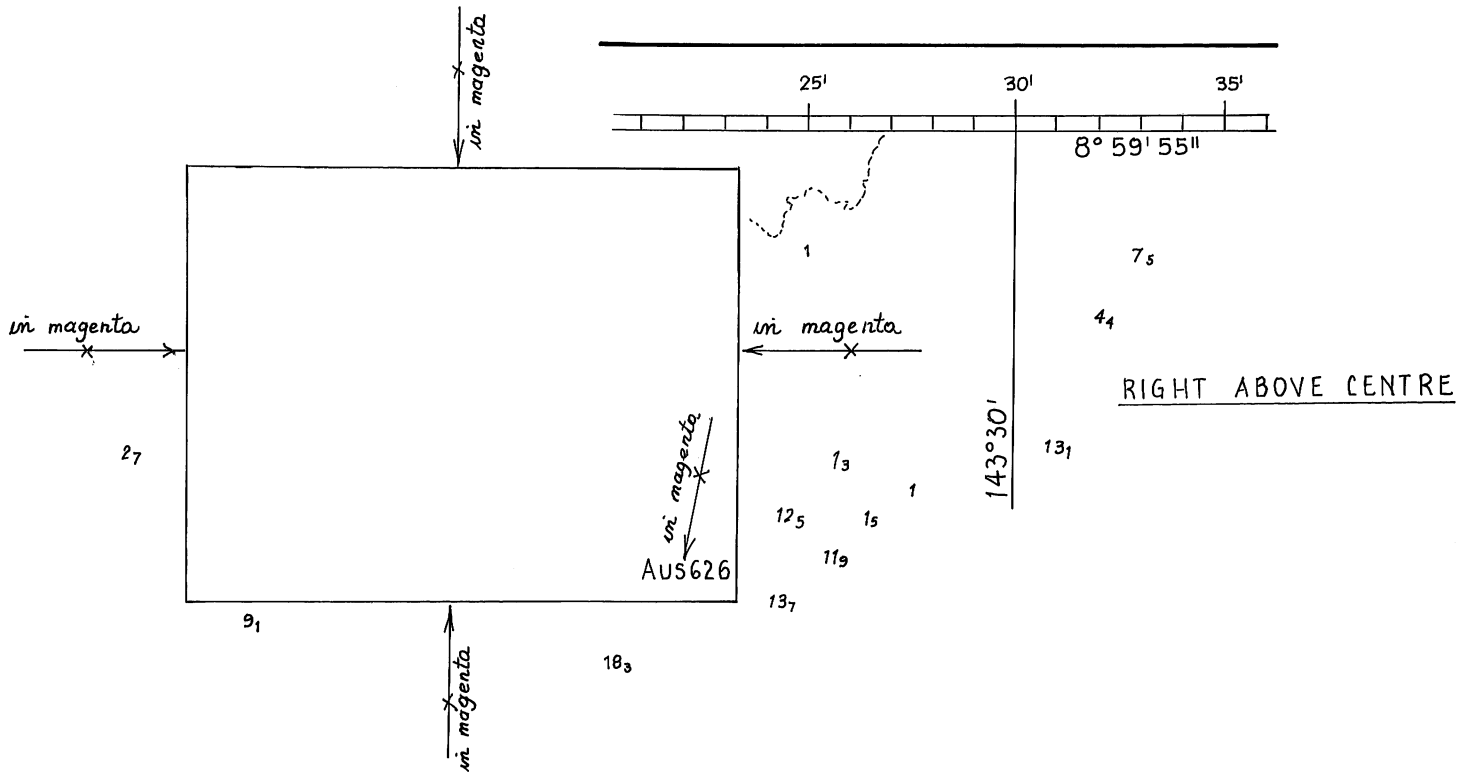 in magenta
25' 30' 35'
8° 59' 55"
1
7₅
4₄
in magenta
in magenta
RIGHT ABOVE CENTRE
143°30'
13₁
2₇
1₃
1
in magenta
12₅
1₅
11₉
Aus626
13₇
9₁
18₃
in magenta